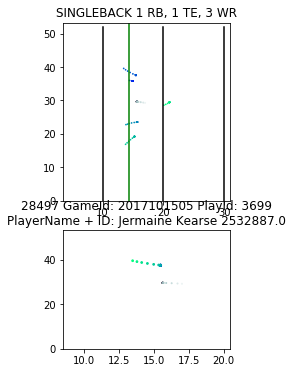 SINGLEBACK 1 RB, 1 TE, 3 WR
50
40
30
20
10
0
10 20 30
28497 GameId: 2017101505 PlayId: 3699
PlayerName + ID: Jermaine Kearse 2532887.0
40
20
0
10.0 12.5 15.0 17.5 20.0